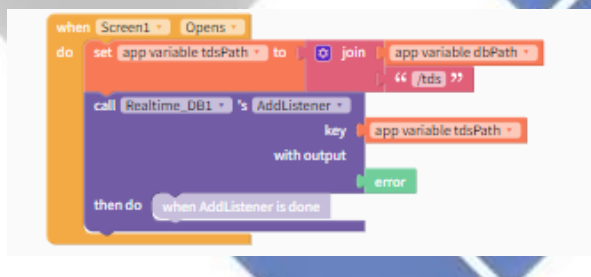 when Screen1 Opens
do set app variable tdsPath to join app variable dbPath
“ /tds ”
call Realtime_DB1 's AddListener
key app variable tdsPath
with output
error
then do when AddListener is done